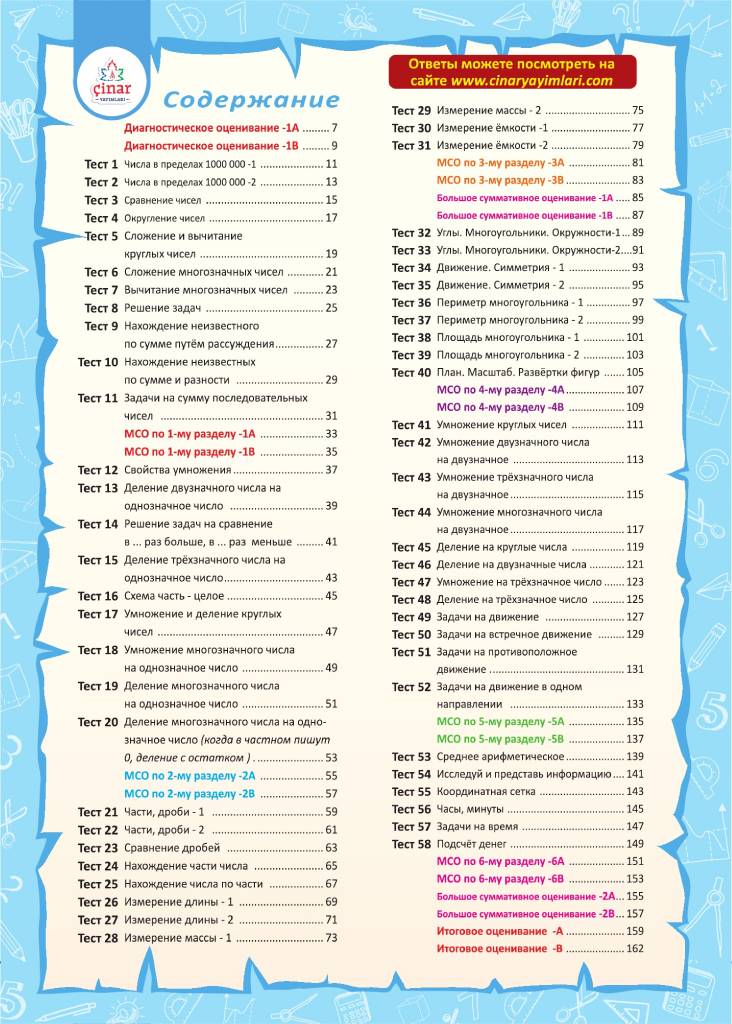 çinar
YAYIMLARI
Содержание
Диагностическое оценивание -1А ......... 7
Диагностическое оценивание -1В ......... 9
Тест 1 Числа в пределах 1000 000 -1 .................. 11
Тест 2 Числа в пределах 1000 000 -2 .................. 13
Тест 3 Сравнение чисел .................. 15
Тест 4 Округление чисел .................. 17
Тест 5 Сложение и вычитание
круглых чисел .................. 19
Тест 6 Сложение многозначных чисел .......... 21
Тест 7 Вычитание многозначных чисел ......... 23
Тест 8 Решение задач .................. 25
Тест 9 Нахождение неизвестного
по сумме путём рассуждения.............. 27
Тест 10 Нахождение неизвестных
по сумме и разности .................. 29
Тест 11 Задачи на сумму последовательных
чисел .................. 31
МСО по 1-му разделу -1А .................. 33
МСО по 1-му разделу -1В .................. 35
Тест 12 Свойства умножения.................. 37
Тест 13 Деление двузначного числа на
однозначное число .................. 39
Тест 14 Решение задач на сравнение
в ... раз больше, в ... раз меньше ........ 41
Тест 15 Деление трёхзначного числа на
однозначное число.................. 43
Тест 16 Схема часть - целое .................. 45
Тест 17 Умножение и деление круглых
чисел .................. 47
Тест 18 Умножение многозначного числа
на однозначное число .................. 49
Тест 19 Деление многозначного числа
на однозначное число .................. 51
Тест 20 Деление многозначного числа на одно-
значное число (когда в частном пишут
0, деление с остатком ) .................. 53
МСО по 2-му разделу -2А .................. 55
МСО по 2-му разделу -2В .................. 57
Тест 21 Части, дроби - 1 .................. 59
Тест 22 Части, дроби - 2 .................. 61
Тест 23 Сравнение дробей .................. 63
Тест 24 Нахождение части числа .................. 65
Тест 25 Нахождение числа по части .............. 67
Тест 26 Измерение длины - 1 .................. 69
Тест 27 Измерение длины - 2 .................. 71
Тест 28 Измерение массы - 1 .................. 73
Ответы можете посмотреть на
сайте www.cinaryayimlari.com
Тест 29 Измерение массы - 2 .................. 75
Тест 30 Измерение ёмкости -1 .................. 77
Тест 31 Измерение ёмкости -2 .................. 79
МСО по 3-му разделу -3А .................. 81
МСО по 3-му разделу -3В .................. 83
Большое суммативное оценивание -1А ..... 85
Большое суммативное оценивание -1В ..... 87
Тест 32 Углы. Многоугольники. Окружности-1... 89
Тест 33 Углы. Многоугольники. Окружности-2....91
Тест 34 Движение. Симметрия - 1 .................. 93
Тест 35 Движение. Симметрия - 2 .................. 95
Тест 36 Периметр многоугольника - 1 .......... 97
Тест 37 Периметр многоугольника - 2 .......... 99
Тест 38 Площадь многоугольника - 1 .......... 101
Тест 39 Площадь многоугольника - 2 .......... 103
Тест 40 План. Масштаб. Развёртки фигур ...... 105
МСО по 4-му разделу -4А.................. 107
МСО по 4-му разделу -4В .................. 109
Тест 41 Умножение круглых чисел .............. 111
Тест 42 Умножение двузначного числа
на двузначное .................. 113
Тест 43 Умножение трёхзначного числа
на двузначное.................. 115
Тест 44 Умножение многозначного числа
на двузначное.................. 117
Тест 45 Деление на круглые числа .............. 119
Тест 46 Деление на двузначные числа .......... 121
Тест 47 Умножение на трёхзначное число ...... 123
Тест 48 Деление на трёхзначное число .......... 125
Тест 49 Задачи на движение .................. 127
Тест 50 Задачи на встречное движение ....... 129
Тест 51 Задачи на противоположное
движение .................. 131
Тест 52 Задачи на движение в одном
направлении .................. 133
МСО по 5-му разделу -5А .................. 135
МСО по 5-му разделу -5В .................. 137
Тест 53 Среднее арифметическое.............. 139
Тест 54 Исследуй и представь информацию.... 141
Тест 55 Координатная сетка .................. 143
Тест 56 Часы, минуты .................. 145
Тест 57 Задачи на время .................. 147
Тест 58 Подсчёт денег .................. 149
МСО по 6-му разделу -6А .................. 151
МСО по 6-му разделу -6В .................. 153
Большое суммативное оценивание -2А.... 155
Большое суммативное оценивание -2В.... 157
Итоговое оценивание -А .................. 159
Итоговое оценивание -В .................. 162